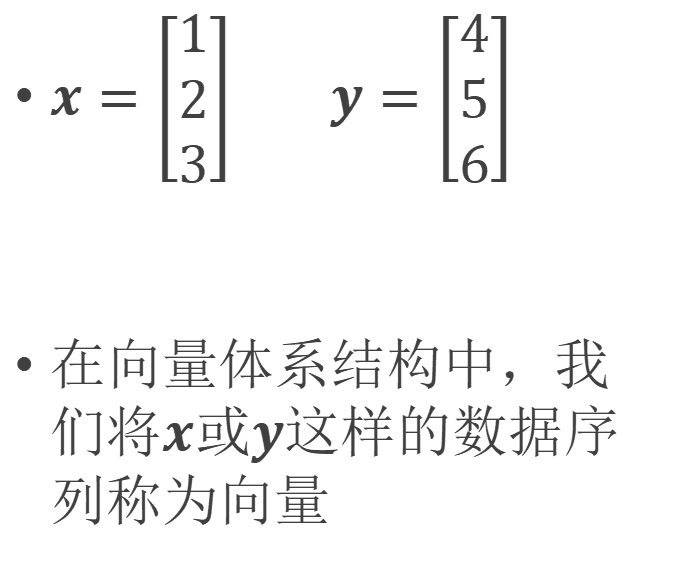 • x = [1 2 3] y = [4 5 6]
• 在向量体系结构中，我
们将x或y这样的数据序
列称为向量